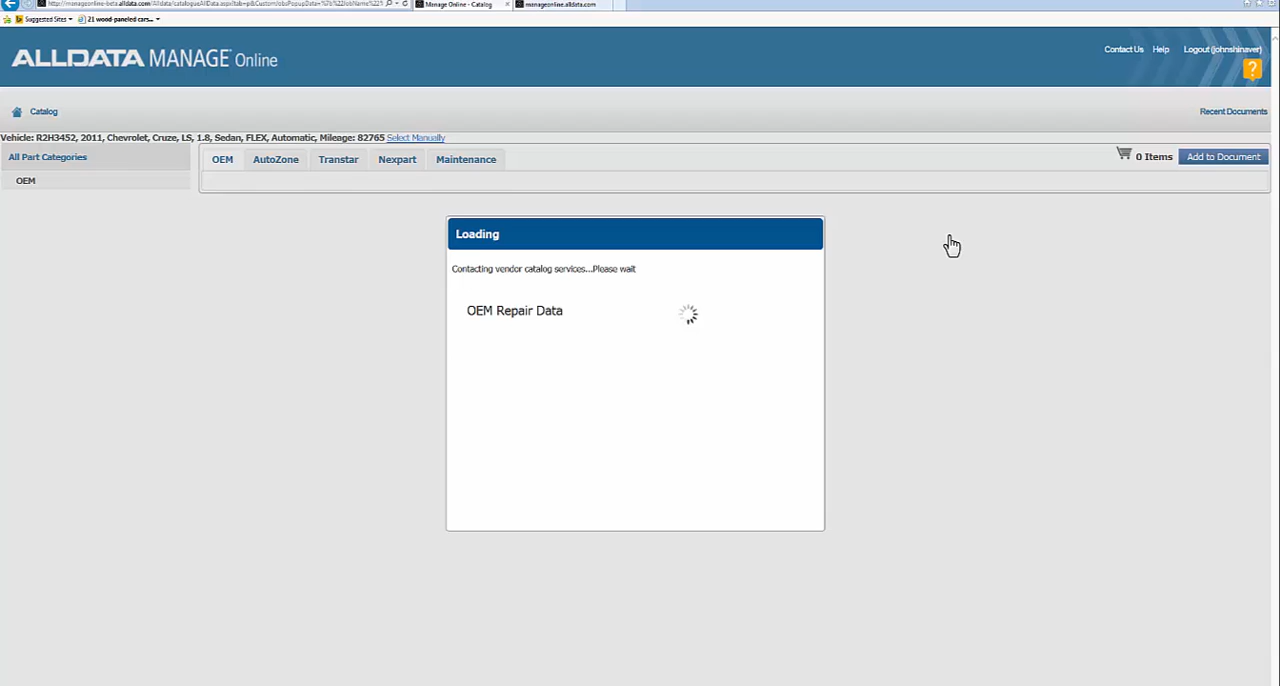 Manage Online - Catalog
manageonline.alldata.com
Suggested Sites
21 wood-paneled cars...
ALLDATA MANAGE Online
Contact Us Help Logout (johnshinaver)
?
Catalog
Recent Documents
Vehicle: R2H3452, 2011, Chevrolet, Cruze, LS, 1.8, Sedan, FLEX, Automatic, Mileage: 82765 Select Manually
All Part Categories
OEM
OEM AutoZone Transtar Nexpart Maintenance
0 Items Add to Document
Loading
Contacting vendor catalog services...Please wait
OEM Repair Data